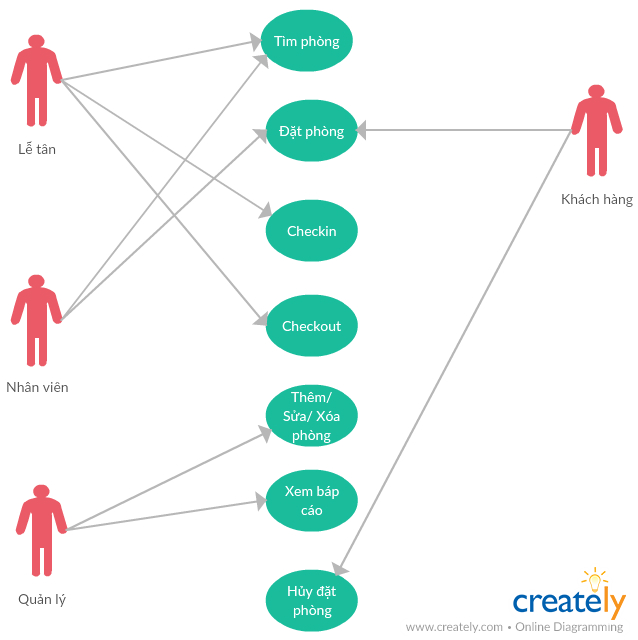 Tìm phòng
Lễ tân
Đặt phòng
Khách hàng
Checkin
Checkout
Nhân viên
Thêm/
Sửa/ Xóa
phòng
Xem báp
cáo
Quản lý
Hủy đặt
phòng
creately
www.creately.com • Online Diagramming